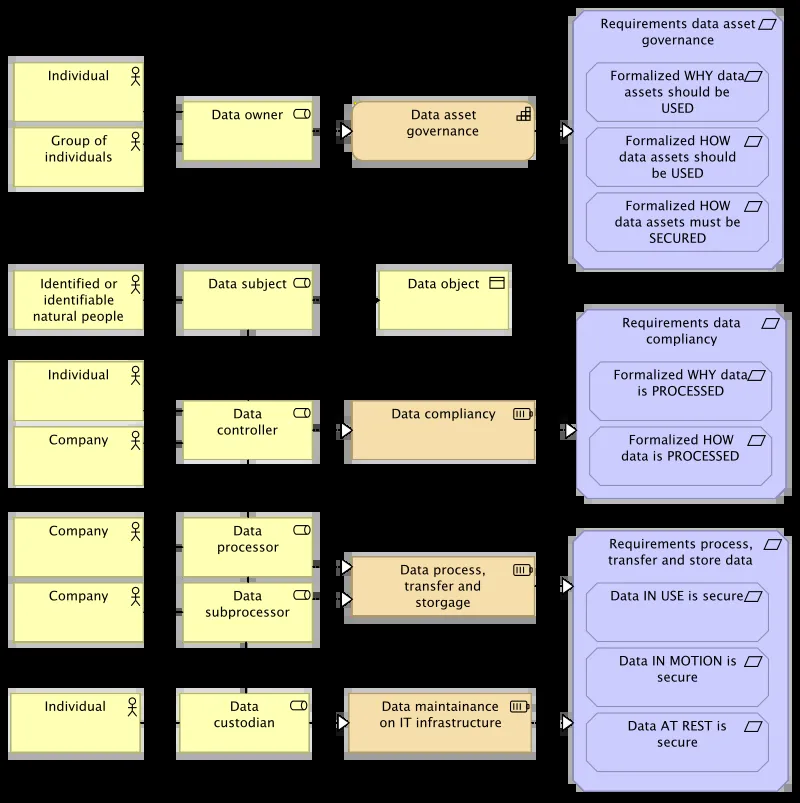 Individual
Group of
individuals
Data owner
Data asset
governance
Requirements data asset
governance
Formalized WHY data
assets should be
USED
Formalized HOW
data assets should
be USED
Formalized HOW
data assets must be
SECURED
Identified or
identifiable
natural people
Data subject
Data object
Individual
Company
Data
controller
Data compliancy
Requirements data
compliancy
Formalized WHY data
is PROCESSED
Formalized HOW
data is PROCESSED
Company
Company
Data
processor
Data
subprocessor
Data process,
transfer and
storgage
Requirements process,
transfer and store data
Data IN USE is secure
Data IN MOTION is
secure
Data AT REST is
secure
Individual
Data
custodian
Data maintainance
on IT infrastructure